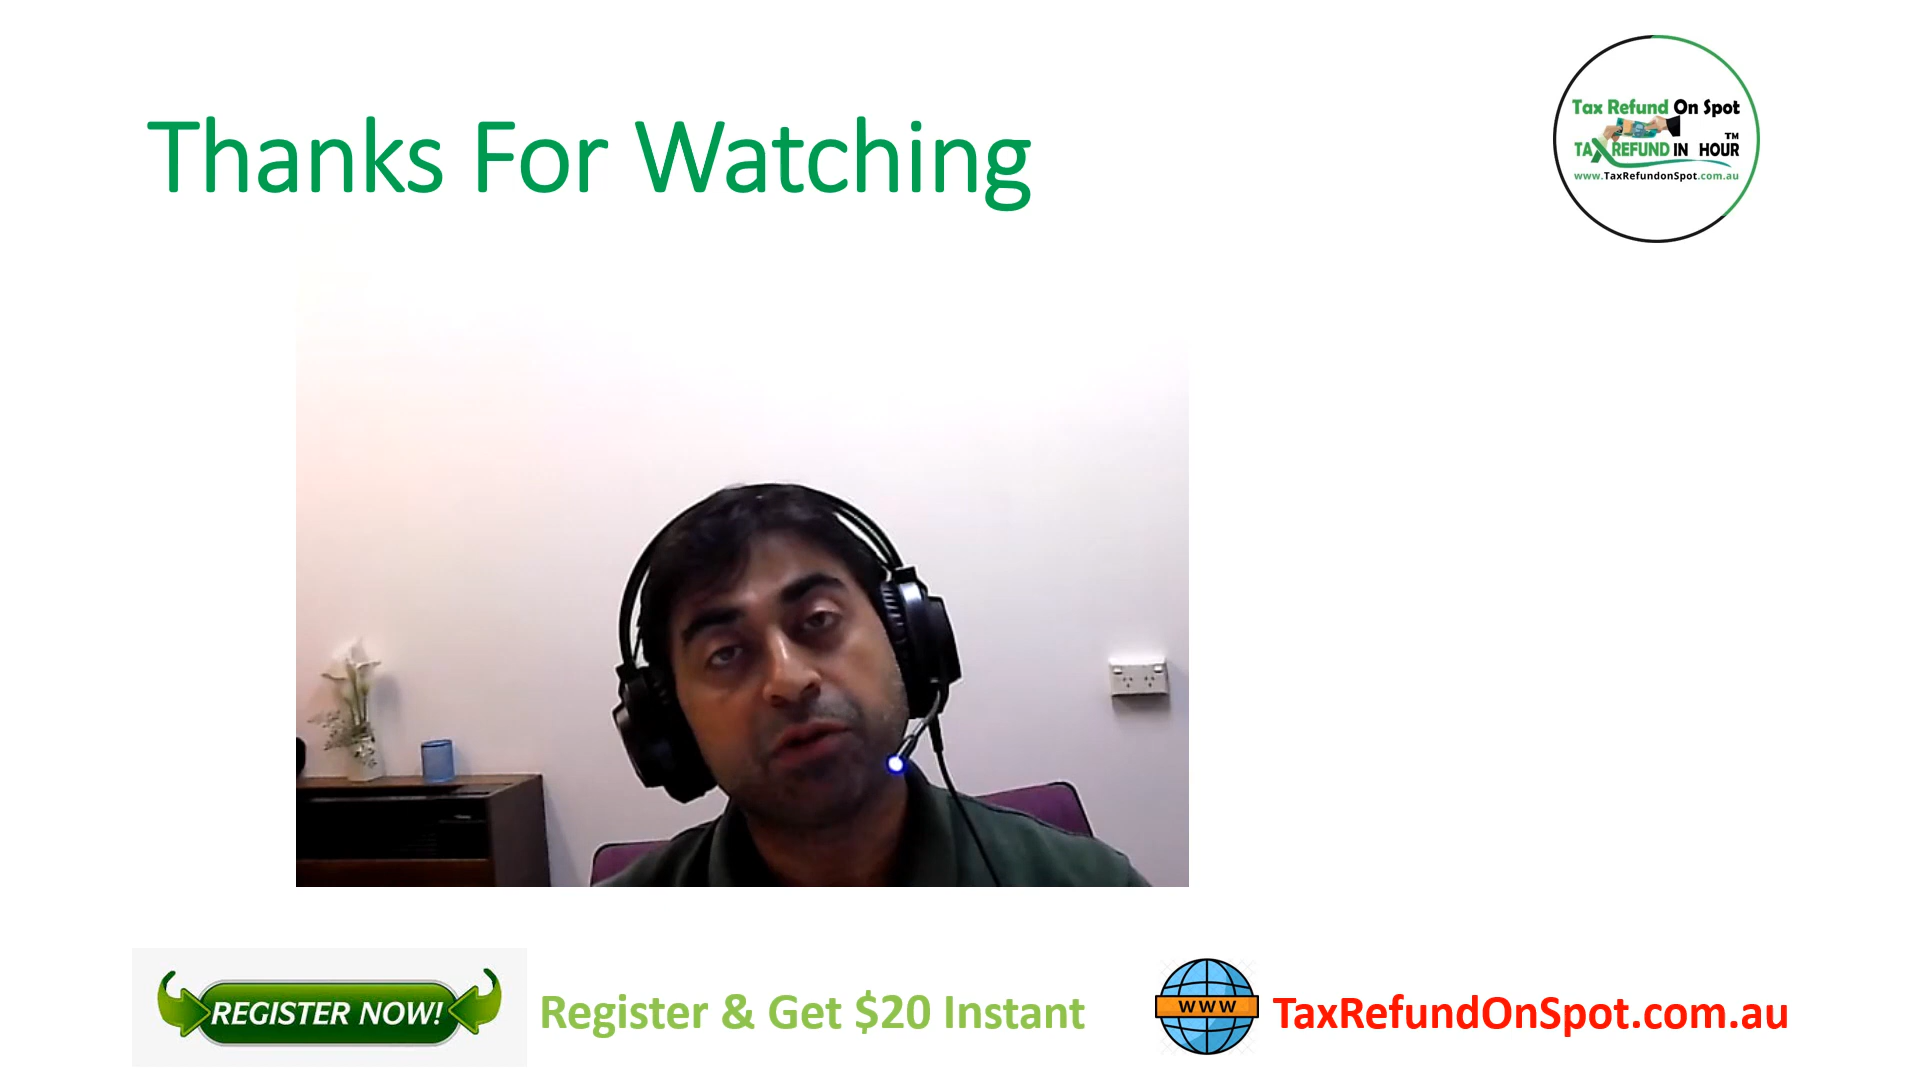 Thanks For Watching
Tax Refund On Spot
TM
TAX REFUND IN HOUR
www.TaxRefundonSpot.com.au
REGISTER NOW!
Register & Get $20 Instant
WWW
TaxRefundOnSpot.com.au